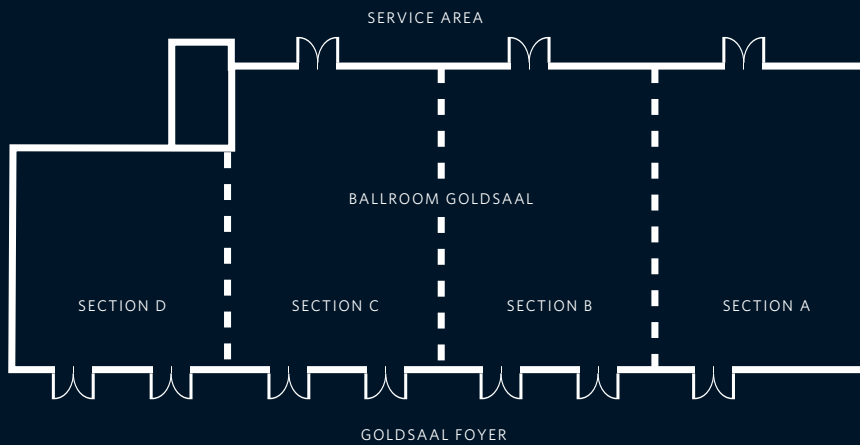 SERVICE AREA
BALLROOM GOLDSAAL
SECTION D
SECTION C
SECTION B
SECTION A
GOLDSAAL FOYER